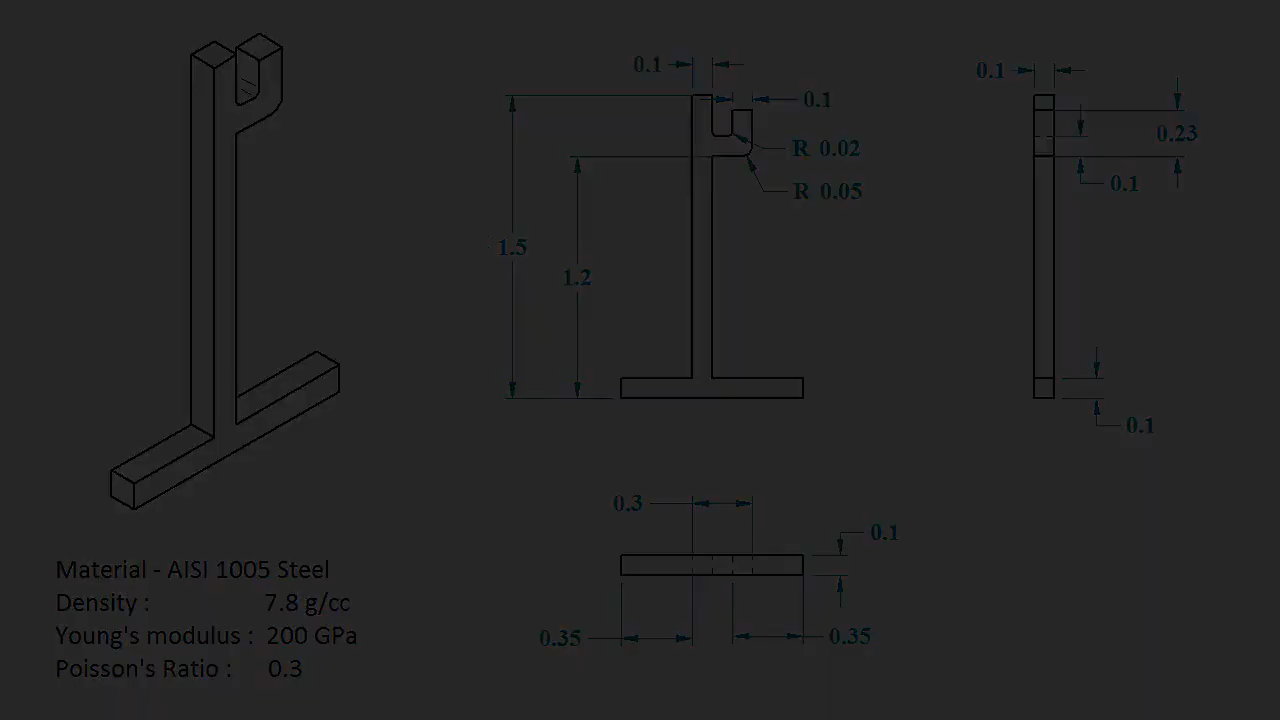 0.1
0.1
0.1
0.23
R 0.02
R 0.05
0.1
1.5
1.2
0.1
0.3
0.1
0.35
0.35
Material - AISI 1005 Steel
Density : 7.8 g/cc
Young's modulus : 200 GPa
Poisson's Ratio : 0.3